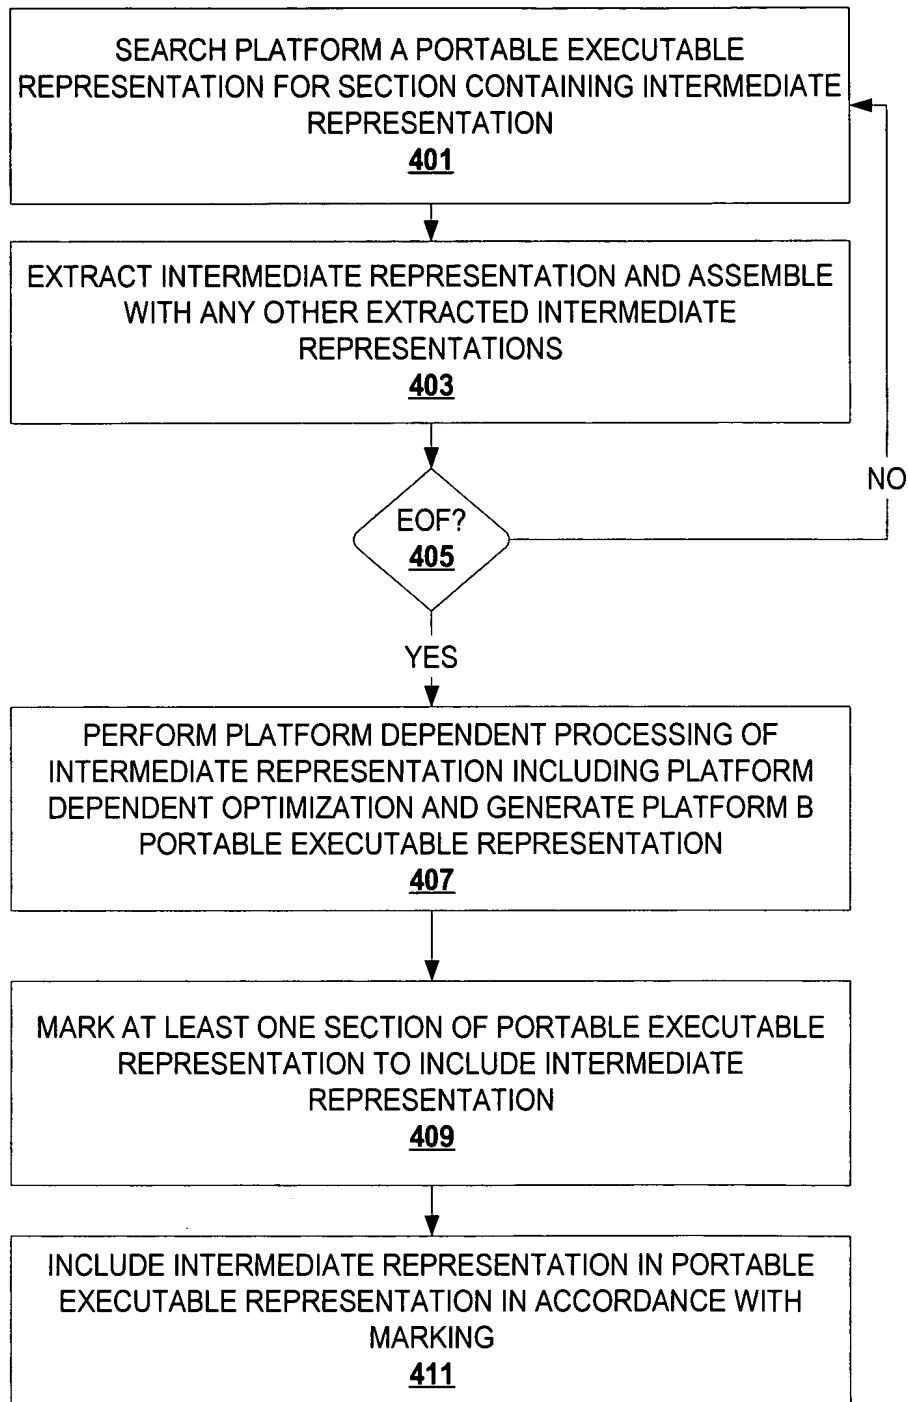 SEARCH PLATFORM A PORTABLE EXECUTABLE
REPRESENTATION FOR SECTION CONTAINING INTERMEDIATE
REPRESENTATION
401
EXTRACT INTERMEDIATE REPRESENTATION AND ASSEMBLE
WITH ANY OTHER EXTRACTED INTERMEDIATE
REPRESENTATIONS
403
NO
EOF?
405
YES
PERFORM PLATFORM DEPENDENT PROCESSING OF
INTERMEDIATE REPRESENTATION INCLUDING PLATFORM
DEPENDENT OPTIMIZATION AND GENERATE PLATFORM B
PORTABLE EXECUTABLE REPRESENTATION
407
MARK AT LEAST ONE SECTION OF PORTABLE EXECUTABLE
REPRESENTATION TO INCLUDE INTERMEDIATE
REPRESENTATION
409
INCLUDE INTERMEDIATE REPRESENTATION IN PORTABLE
EXECUTABLE REPRESENTATION IN ACCORDANCE WITH
MARKING
411